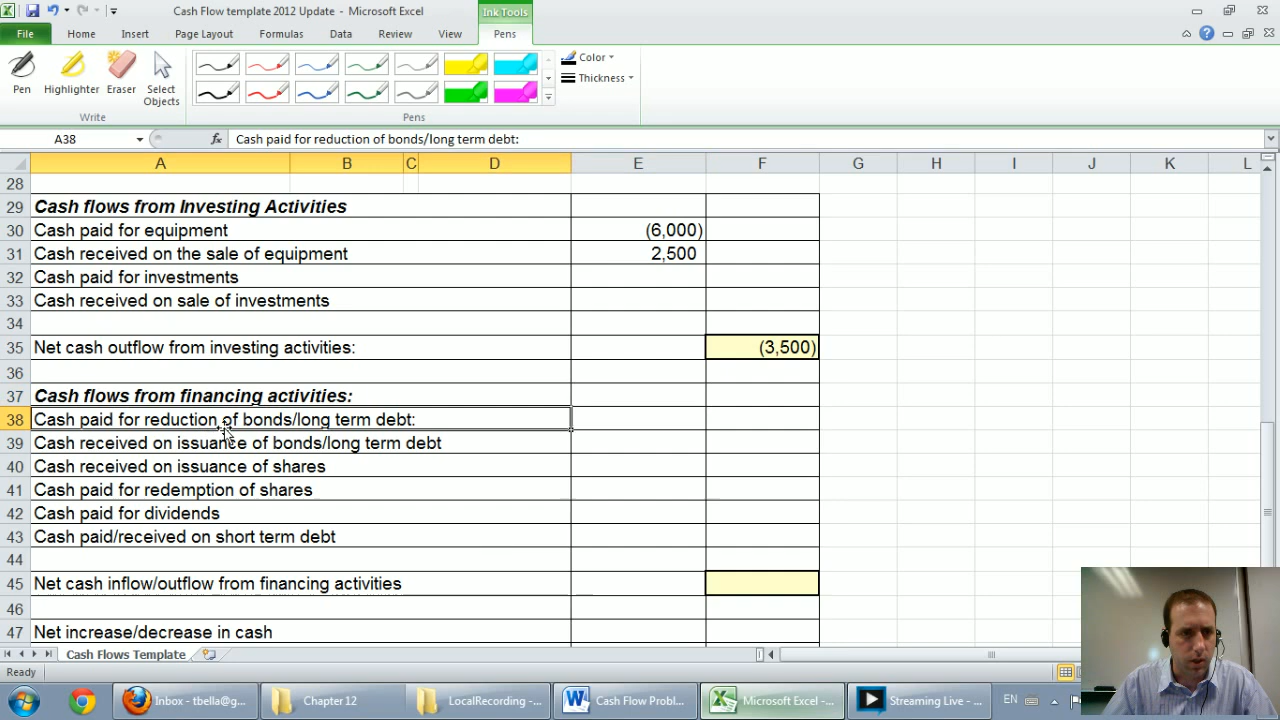 Cash Flow template 2012 Update - Microsoft Excel
Ink Tools
File Home Insert Page Layout Formulas Data Review View Pens
Pen Highlighter Eraser Select Objects
Color
Thickness
Write Pens
A38 fx Cash paid for reduction of bonds/long term debt:
A B C D E F G H I J K L
28
29 Cash flows from Investing Activities
30 Cash paid for equipment (6,000)
31 Cash received on the sale of equipment 2,500
32 Cash paid for investments
33 Cash received on sale of investments
34
35 Net cash outflow from investing activities: (3,500)
36
37 Cash flows from financing activities:
38 Cash paid for reduction of bonds/long term debt:
39 Cash received on issuance of bonds/long term debt
40 Cash received on issuance of shares
41 Cash paid for redemption of shares
42 Cash paid for dividends
43 Cash paid/received on short term debt
44
45 Net cash inflow/outflow from financing activities
46
47 Net increase/decrease in cash
Cash Flows Template
Ready
Inbox - tbella@g... Chapter 12 LocalRecording -... Cash Flow Probl... Microsoft Excel -... Streaming Live -... EN